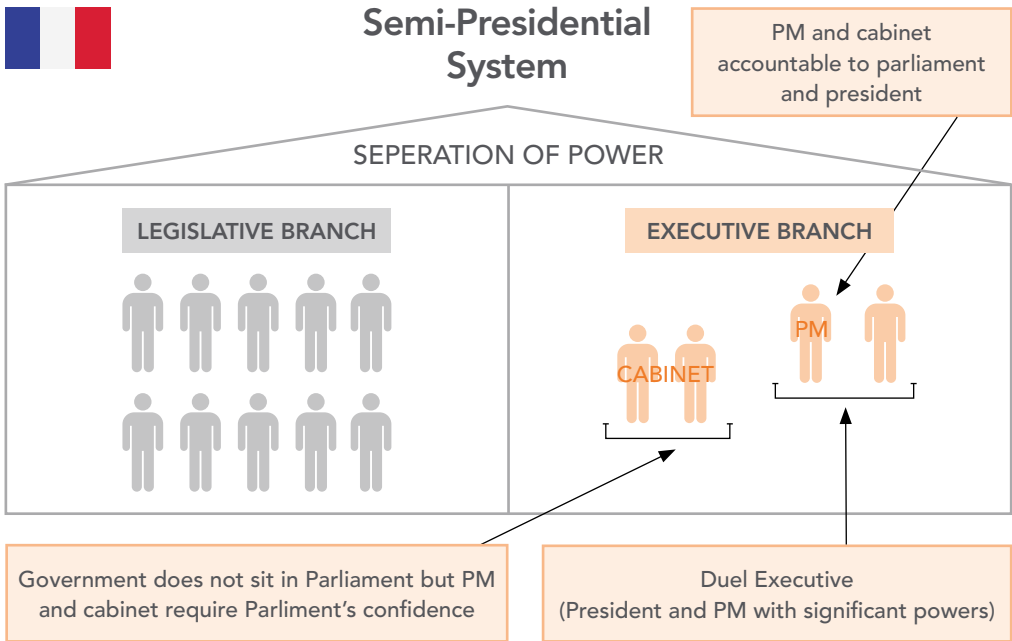 Semi-Presidential
System
PM and cabinet
accountable to parliament
and president
SEPERATION OF POWER
LEGISLATIVE BRANCH
EXECUTIVE BRANCH
PM
CABINET
Government does not sit in Parliament but PM
and cabinet require Parliment's confidence
Duel Executive
(President and PM with significant powers)